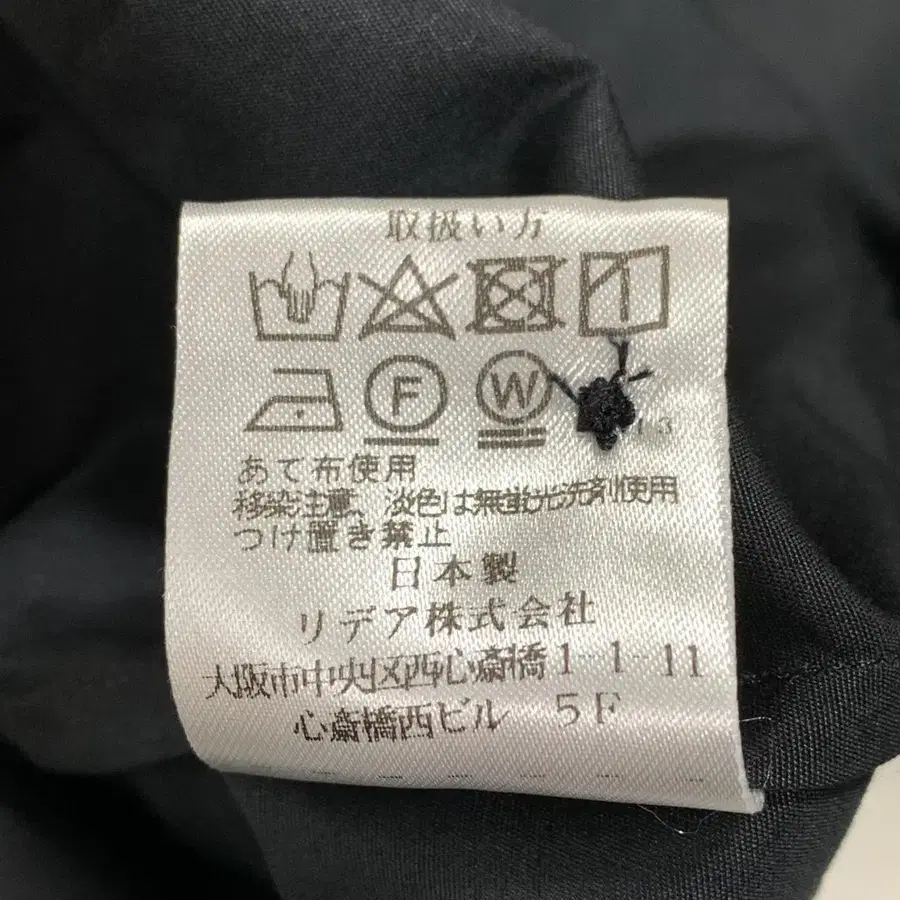 取扱い方
F W
13
あて布使用
移染注意、淡色は無蛍光洗剤使用
つけ置き禁止
日本製
リデア株式会社
大阪市中央区西心斎橋1-1-11
心斎橋西ビル 5F